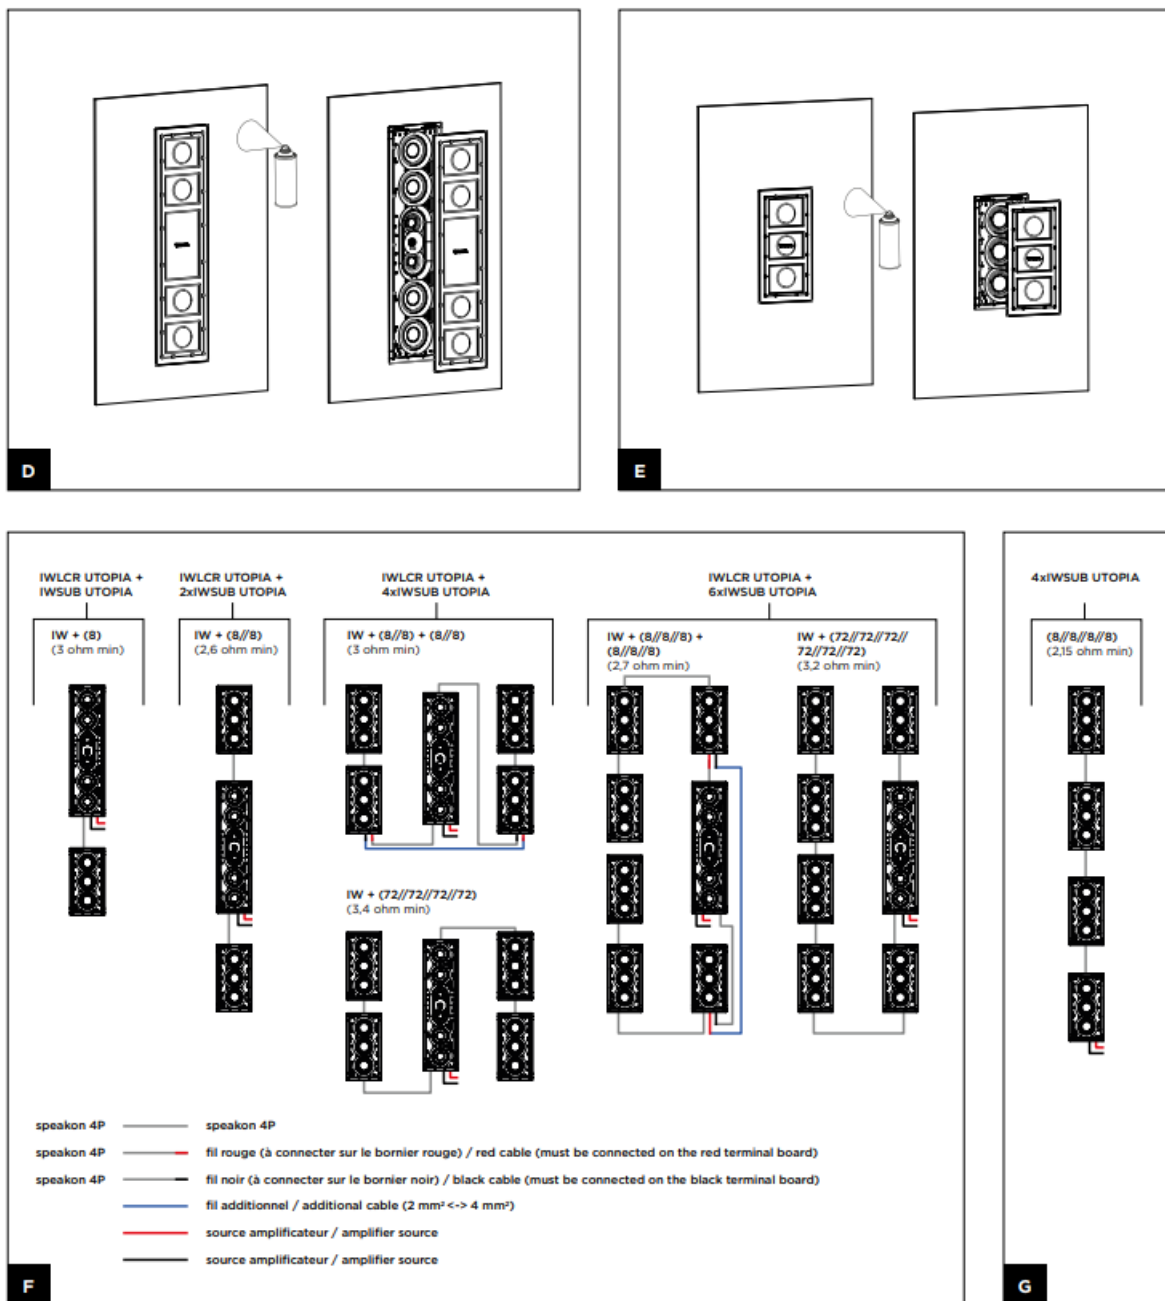 D
E
IWLCR UTOPIA +
IWSUB UTOPIA
IWLCR UTOPIA +
2xIWSUB UTOPIA
IWLCR UTOPIA +
4xIWSUB UTOPIA
IWLCR UTOPIA +
6xIWSUB UTOPIA
4xIWSUB UTOPIA
IW + (8)
(3 ohm min)
IW + (8//8)
(2,6 ohm min)
IW + (8//8) + (8//8)
(3 ohm min)
IW + (8//8//8) +
(8//8//8)
(2,7 ohm min)
IW + (72//72//72//
72//72//72)
(3,2 ohm min)
(8//8//8//8)
(2,15 ohm min)
IW + (72//72//72//72)
(3,4 ohm min)
speakon 4P speakon 4P
speakon 4P fil rouge (à connecter sur le bornier rouge) / red cable (must be connected on the red terminal board)
speakon 4P fil noir (à connecter sur le bornier noir) / black cable (must be connected on the black terminal board)
fil additionnel / additional cable (2 mm² <-> 4 mm²)
source amplificateur / amplifier source
source amplificateur / amplifier source
F
G